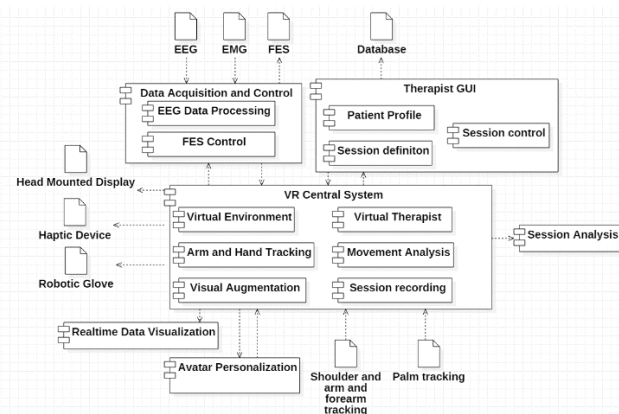 EEG
EMG
FES
Database
Data Acquisition and Control
EEG Data Processing
FES Control
Therapist GUI
Patient Profile
Session control
Session definiton
Head Mounted Display
Haptic Device
Robotic Glove
VR Central System
Virtual Environment
Virtual Therapist
Arm and Hand Tracking
Movement Analysis
Visual Augmentation
Session recording
Session Analysis
Realtime Data Visualization
Avatar Personalization
Shoulder and
arm and
forearm
tracking
Palm tracking